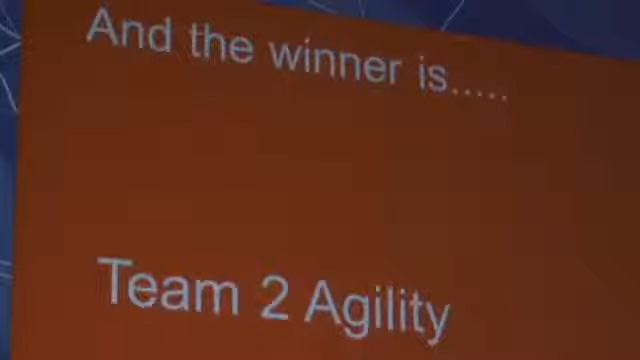 And the winner is.....
Team 2 Agility